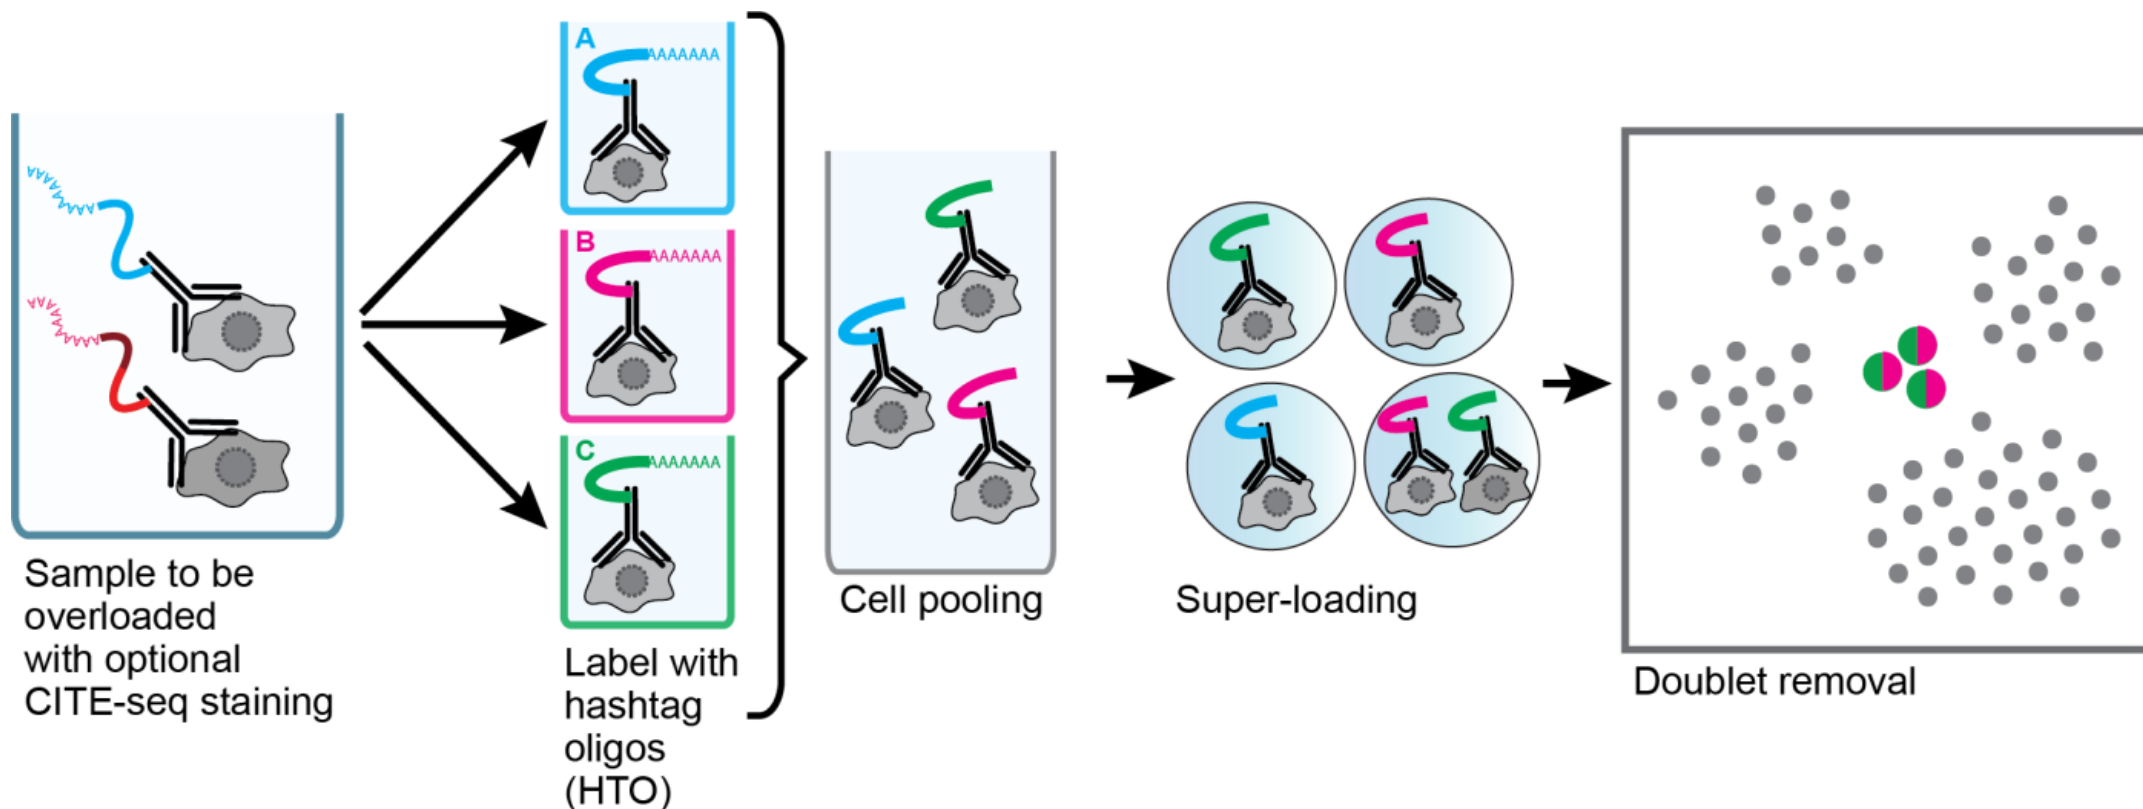 Sample to be
overloaded
with optional
CITE-seq staining
A
AAAAAAA
B
AAAAAAA
C
AAAAAAA
Label with
hashtag
oligos
(HTO)
Cell pooling
Super-loading
Doublet removal